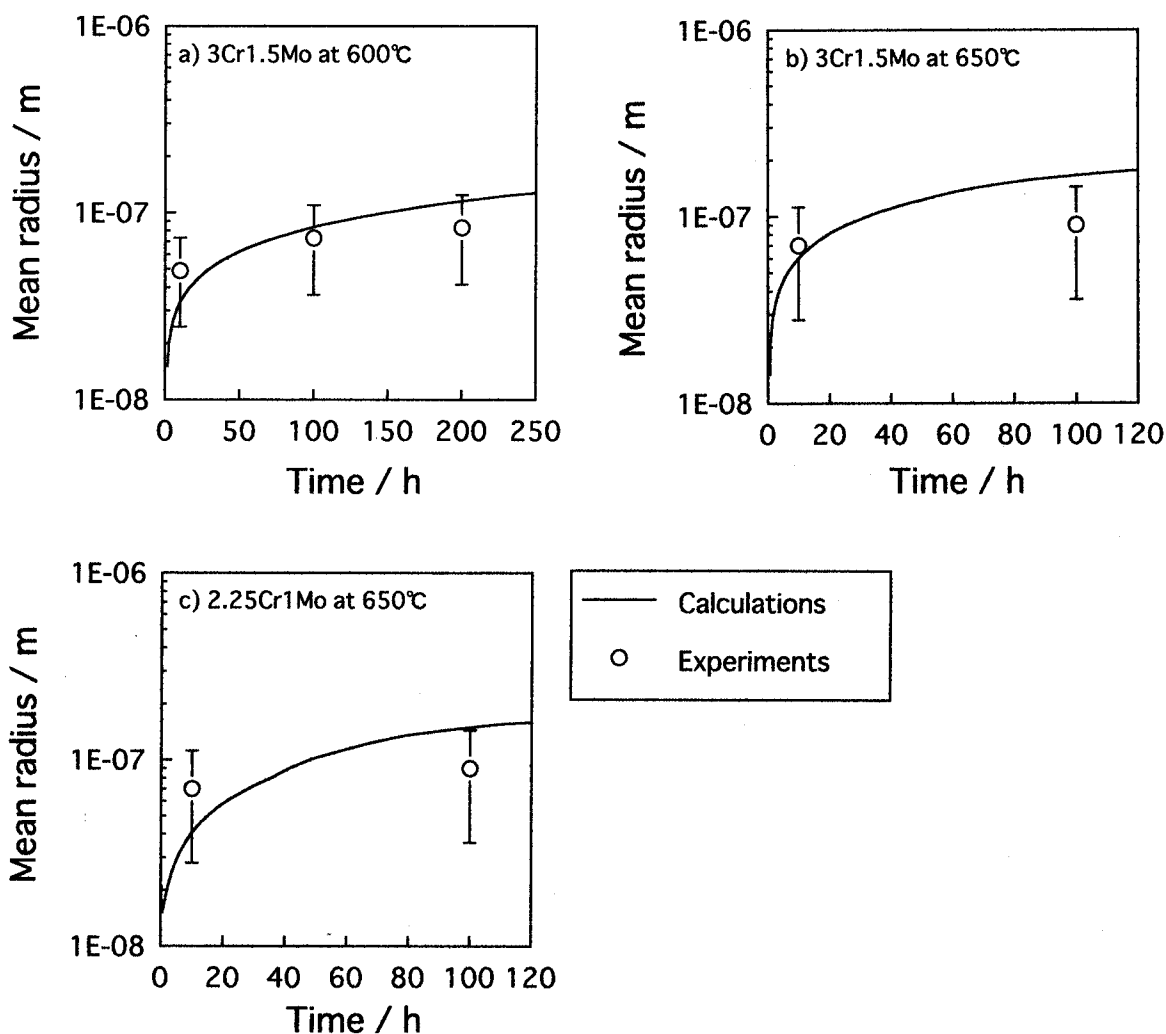 1E-06
a) 3Cr1.5Mo at 600℃
Mean radius / m
1E-07
1E-08
0 50 100 150 200 250
Time / h
1E-06
b) 3Cr1.5Mo at 650℃
Mean radius / m
1E-07
1E-08
0 20 40 60 80 100 120
Time / h
1E-06
c) 2.25Cr1Mo at 650℃
Mean radius / m
1E-07
1E-08
0 20 40 60 80 100 120
Time / h
Calculations
Experiments